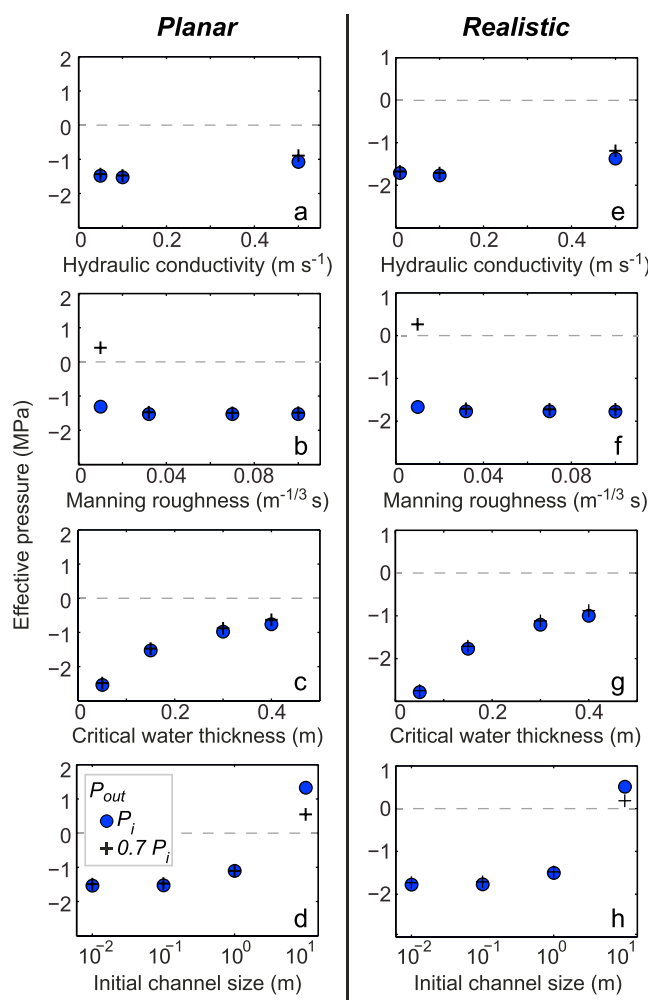 Planar
Realistic
Effective pressure (MPa)
2
1
0
−1
−2
a
0 0.2 0.4
Hydraulic conductivity (m s⁻¹)
1
0
−1
−2
e
0 0.2 0.4
Hydraulic conductivity (m s⁻¹)
2
1
0
−1
−2
b
0 0.04 0.08
Manning roughness (m⁻¹/³ s)
1
0
−1
−2
f
0 0.04 0.08
Manning roughness (m⁻¹/³ s)
2
1
0
−1
−2
c
0 0.2 0.4
Critical water thickness (m)
1
0
−1
−2
g
0 0.2 0.4
Critical water thickness (m)
2
1
0
−1
−2
P_out
P_i
0.7 P_i
d
10⁻² 10⁻¹ 10⁰ 10¹
Initial channel size (m)
1
0
−1
−2
h
10⁻² 10⁻¹ 10⁰ 10¹
Initial channel size (m)